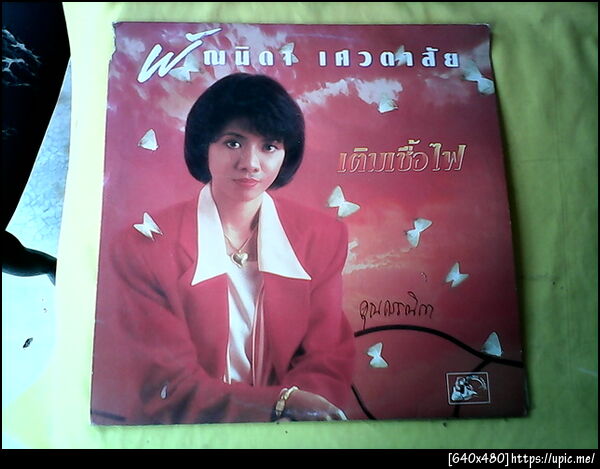 พัณนิดา เศวตาสัย
เติมเชื้อไฟ
[640x480]https://upic.me/